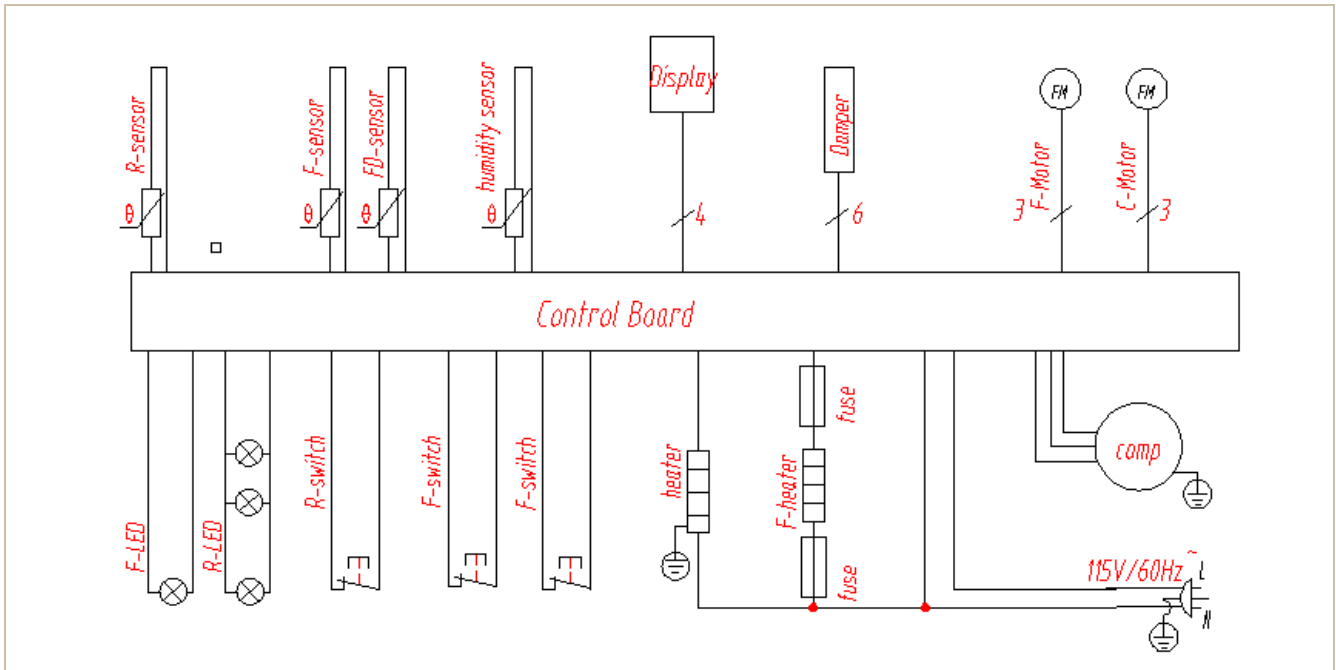 R-sensor
θ
F-sensor
θ
FD-sensor
θ
humidity sensor
θ
Display
4
Damper
6
FM
3
F-Motor
FM
C-Motor
3
Control Board
F-LED
R-LED
R-switch
F-switch
F-switch
heater
fuse
F-heater
fuse
comp
115V/60Hz ~
L
N